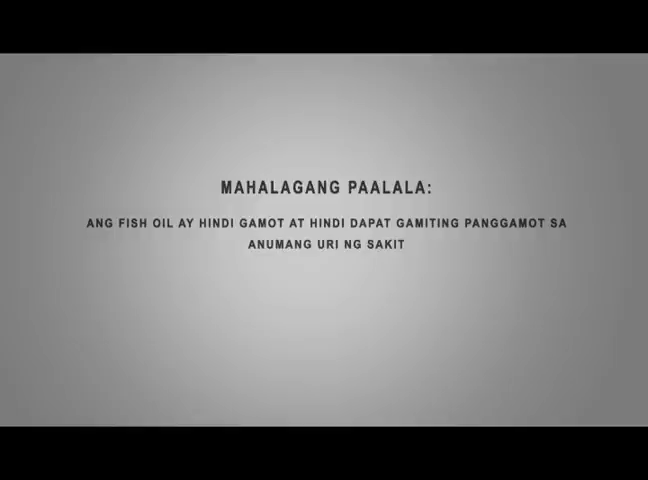 MAHALAGANG PAALALA:
ANG FISH OIL AY HINDI GAMOT AT HINDI DAPAT GAMITING PANGGAMOT SA
ANUMANG URI NG SAKIT